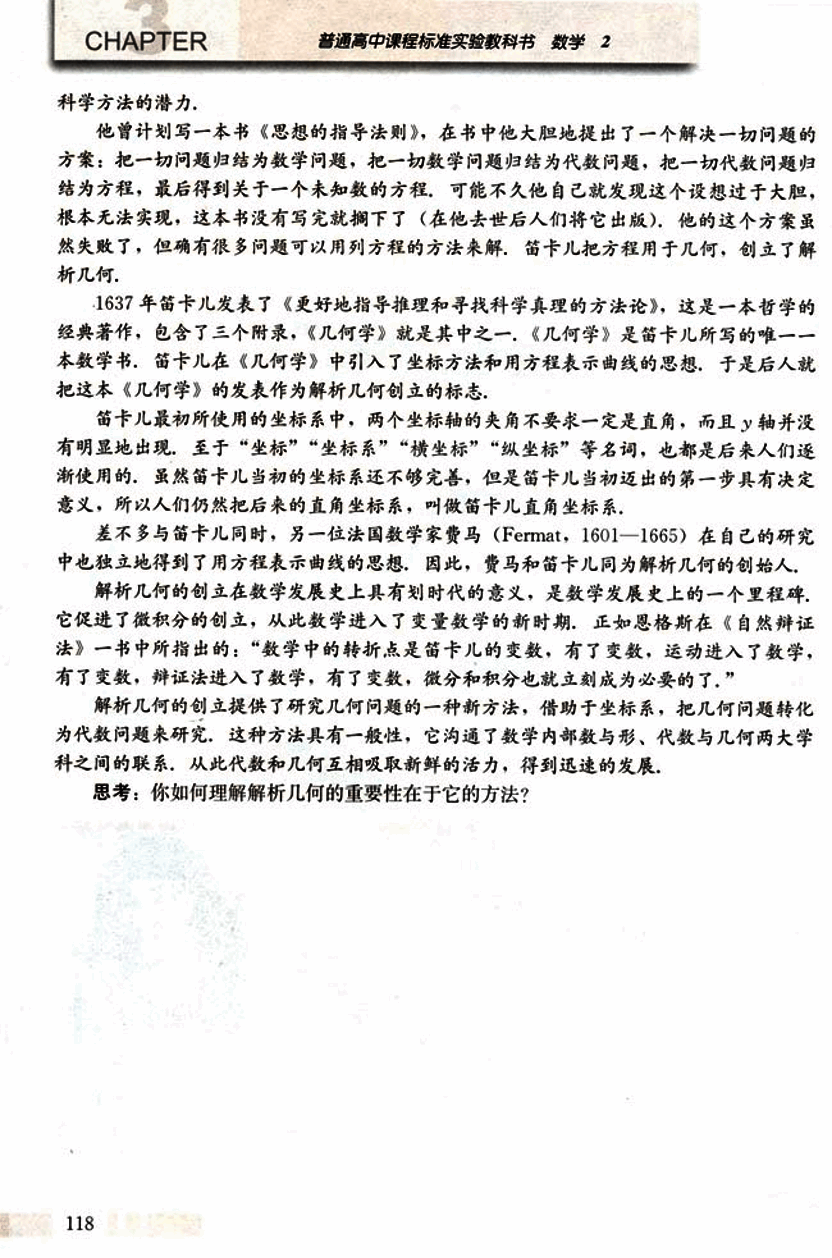 3
CHAPTER
普通高中课程标准实验教科书 数学 2
科学方法的潜力.
他曾计划写一本书《思想的指导法则》，在书中他大胆地提出了一个解决一切问题的
方案：把一切问题归结为数学问题，把一切数学问题归结为代数问题，把一切代数问题归
结为方程，最后得到关于一个未知数的方程. 可能不久他自己就发现这个设想过于大胆，
根本无法实现，这本书没有写完就搁下了（在他去世后人们将它出版）. 他的这个方案虽
然失败了，但确有很多问题可以用列方程的方法来解. 笛卡儿把方程用于几何，创立了解
析几何.
1637 年笛卡儿发表了《更好地指导推理和寻找科学真理的方法论》，这是一本哲学的
经典著作，包含了三个附录，《几何学》就是其中之一.《几何学》是笛卡儿所写的唯一一
本数学书. 笛卡儿在《几何学》中引入了坐标方法和用方程表示曲线的思想. 于是后人就
把这本《几何学》的发表作为解析几何创立的标志.
笛卡儿最初所使用的坐标系中，两个坐标轴的夹角不要求一定是直角，而且 y 轴并没
有明显地出现. 至于“坐标”“坐标系”“横坐标”“纵坐标”等名词，也都是后来人们逐
渐使用的. 虽然笛卡儿当初的坐标系还不够完善，但是笛卡儿当初迈出的第一步具有决定
意义，所以人们仍然把后来的直角坐标系，叫做笛卡儿直角坐标系.
差不多与笛卡儿同时，另一位法国数学家费马（Fermat，1601—1665）在自己的研究
中也独立地得到了用方程表示曲线的思想. 因此，费马和笛卡儿同为解析几何的创始人.
解析几何的创立在数学发展史上具有划时代的意义，是数学发展史上的一个里程碑.
它促进了微积分的创立，从此数学进入了变量数学的新时期. 正如恩格斯在《自然辩证
法》一书中所指出的：“数学中的转折点是笛卡儿的变数，有了变数，运动进入了数学，
有了变数，辩证法进入了数学，有了变数，微分和积分也就立刻成为必要的了.”
解析几何的创立提供了研究几何问题的一种新方法，借助于坐标系，把几何问题转化
为代数问题来研究. 这种方法具有一般性，它沟通了数学内部数与形、代数与几何两大学
科之间的联系. 从此代数和几何互相吸取新鲜的活力，得到迅速的发展.
思考：你如何理解解析几何的重要性在于它的方法？
118